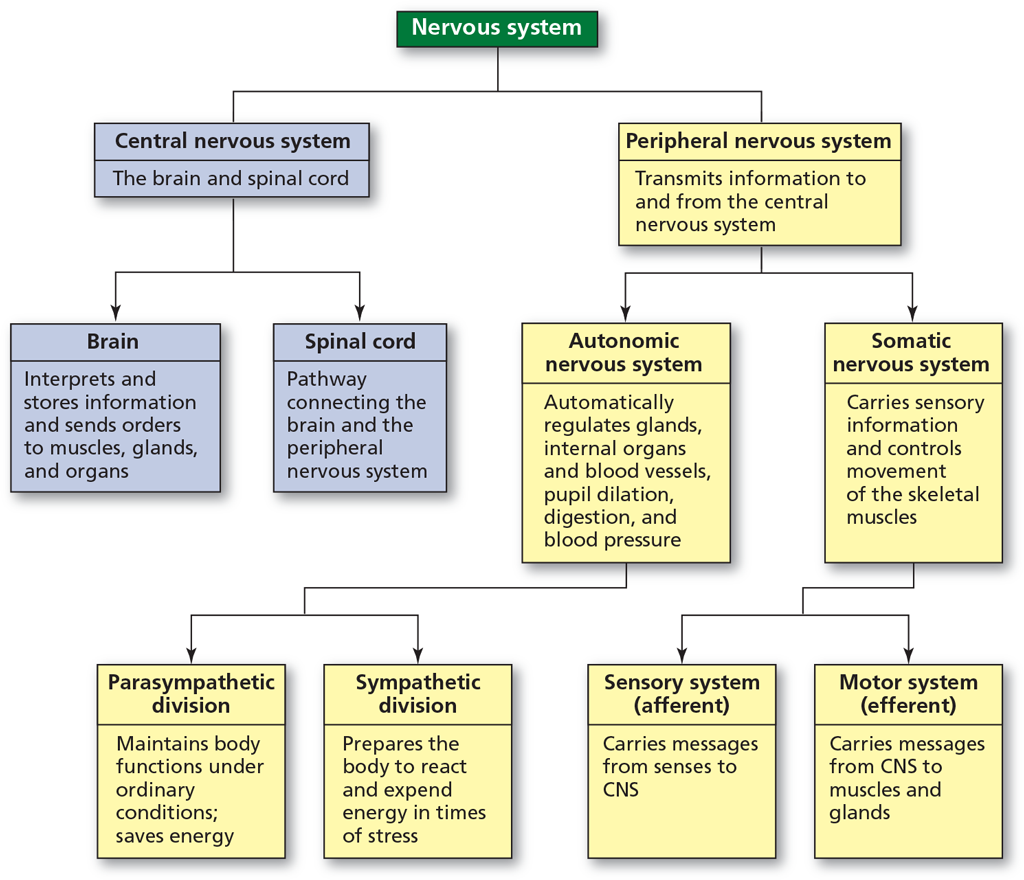 Nervous system
Central nervous system
The brain and spinal cord
Peripheral nervous system
Transmits information to
and from the central
nervous system
Brain
Interprets and
stores information
and sends orders
to muscles, glands,
and organs
Spinal cord
Pathway
connecting the
brain and the
peripheral
nervous system
Autonomic
nervous system
Automatically
regulates glands,
internal organs
and blood vessels,
pupil dilation,
digestion, and
blood pressure
Somatic
nervous system
Carries sensory
information
and controls
movement
of the skeletal
muscles
Parasympathetic
division
Maintains body
functions under
ordinary
conditions;
saves energy
Sympathetic
division
Prepares the
body to react
and expend
energy in times
of stress
Sensory system
(afferent)
Carries messages
from senses to
CNS
Motor system
(efferent)
Carries messages
from CNS to
muscles and
glands